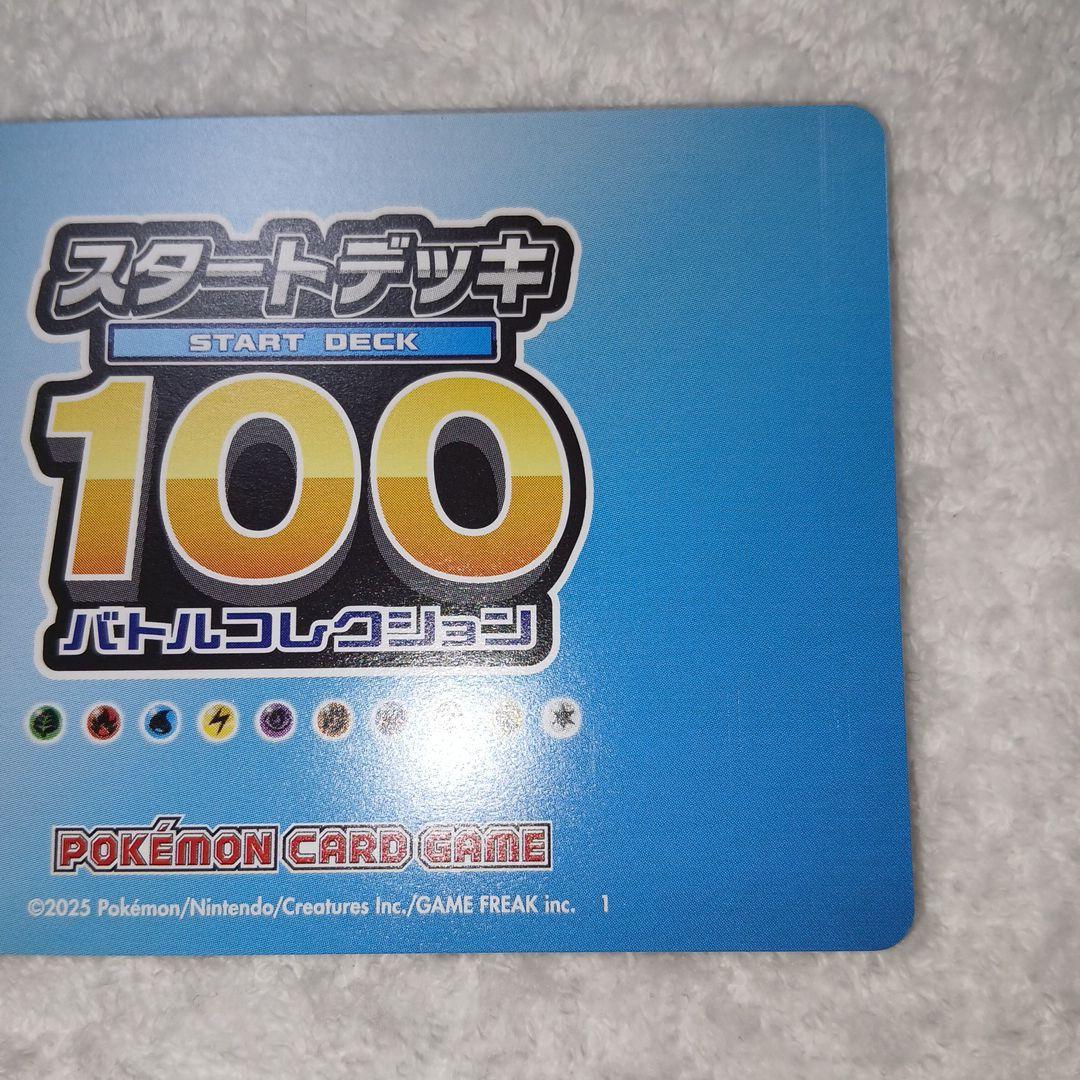 スタートデッキ
START DECK
100
バトルコレクション
POKÉMON CARD GAME
©2025 Pokémon/Nintendo/Creatures Inc./GAME FREAK inc. 1